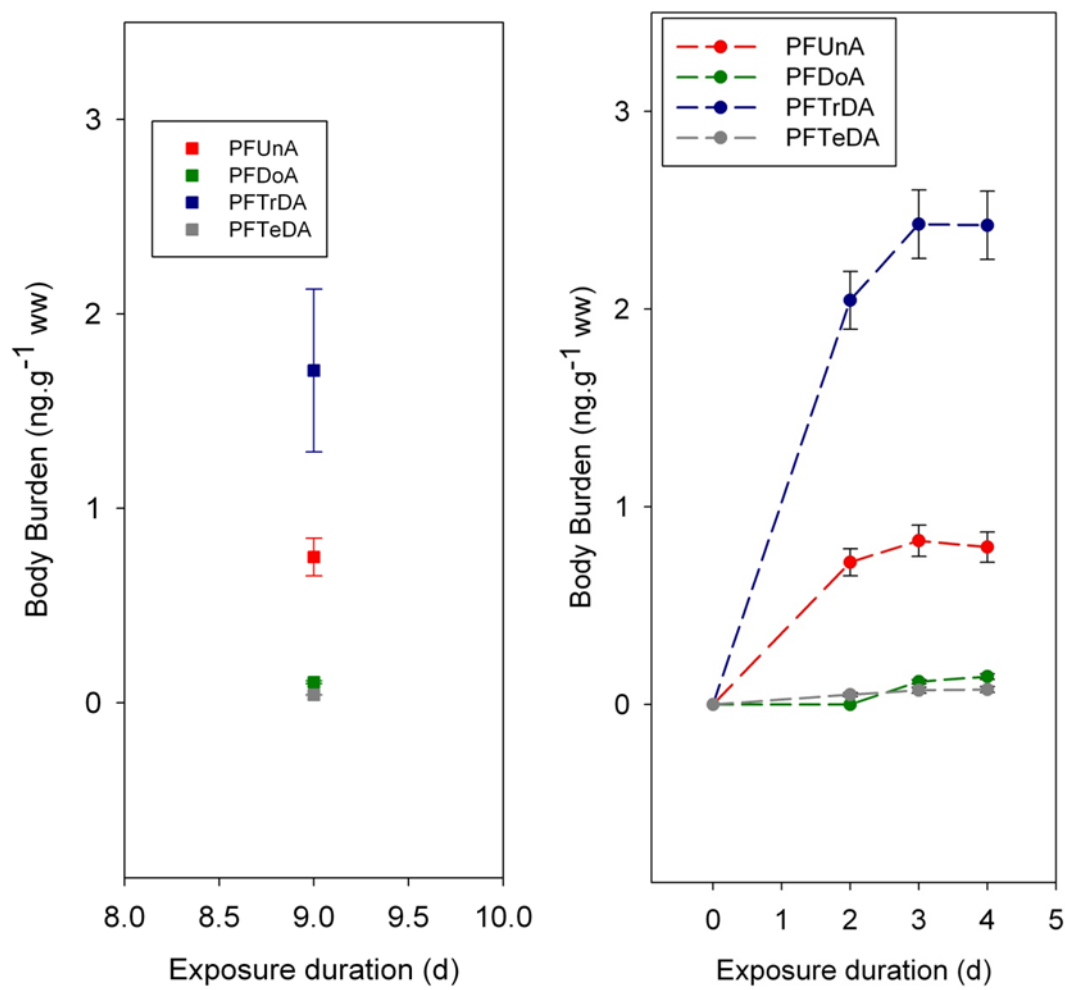 PFUnA
PFDoA
PFTrDA
PFTeDA
3
2
1
0
Body Burden (ng.g⁻¹ ww)
8.0 8.5 9.0 9.5 10.0
Exposure duration (d)
PFUnA
PFDoA
PFTrDA
PFTeDA
3
2
1
0
Body Burden (ng.g⁻¹ ww)
0 1 2 3 4 5
Exposure duration (d)